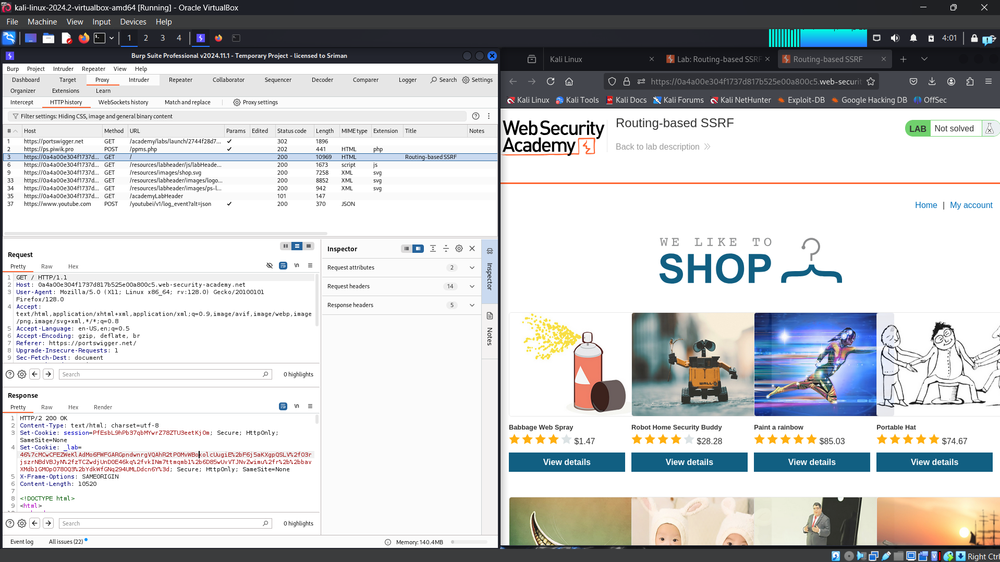 kali-linux-2024.2-virtualbox-amd64 [Running] - Oracle VirtualBox
File Machine View Input Devices Help
1 2 3 4 4:01
Burp Suite Professional v2024.11.1 - Temporary Project - licensed to Sriman
Burp Project Intruder Repeater View Help
Dashboard Target Proxy Intruder Repeater Collaborator Sequencer Decoder Comparer Logger Search Settings
Organizer Extensions Learn
Intercept HTTP history WebSockets history Match and replace Proxy settings
Filter settings: Hiding CSS, image and general binary content
# Host Method URL Params Edited Status code Length MIME type Extension Title Notes
1 https://portswigger.net GET /academy/labs/launch/2744f28d7... ✓ 302 1896
2 https://ps.piwik.pro POST /ppms.php ✓ 202 441 HTML php
3 https://0a4a00e304f1737d... GET / 200 10969 HTML Routing-based SSRF
6 https://0a4a00e304f1737d... GET /resources/labheader/js/labHeade... 200 1673 script js
9 https://0a4a00e304f1737d... GET /resources/images/shop.svg 200 7258 XML svg
33 https://0a4a00e304f1737d... GET /resources/labheader/images/logo... 200 8852 XML svg
34 https://0a4a00e304f1737d... GET /resources/labheader/images/ps-l... 200 942 XML svg
35 https://0a4a00e304f1737d... GET /academyLabHeader 101 147
37 https://www.youtube.com POST /youtubei/v1/log_event?alt=json ✓ 200 370 JSON
Request
Pretty Raw Hex \n
1 GET / HTTP/1.1
2 Host: 0a4a00e304f1737d817b525e00a800c5.web-security-academy.net
3 User-Agent: Mozilla/5.0 (X11; Linux x86_64; rv:128.0) Gecko/20100101
Firefox/128.0
4 Accept:
text/html,application/xhtml+xml,application/xml;q=0.9,image/avif,image/webp,image
/png,image/svg+xml,*/*;q=0.8
5 Accept-Language: en-US,en;q=0.5
6 Accept-Encoding: gzip, deflate, br
7 Referer: https://portswigger.net/
8 Upgrade-Insecure-Requests: 1
9 Sec-Fetch-Dest: document
Search 0 highlights
Response
Pretty Raw Hex Render \n
1 HTTP/2 200 OK
2 Content-Type: text/html; charset=utf-8
3 Set-Cookie: session=PfEsbL9hPb37qbMYwrZ78ZTU3eetKjOm; Secure; HttpOnly;
SameSite=None
4 Set-Cookie: _lab=
46%7cMCwCFEZWeKlAdMo6FWFGARGpndwnrgVQAhR2tP0MvWBokolcUugiE%2bF6j5aKXgpQSLV%2fO3r
jszrNBdVBJyN%2fzTCZwdjUnDOE46kq%2fvkINm7ttmqmb1%2b6D85wUvVTJNvZwimu%2fr%2b%2bbav
XMdb1GMOp078OQ3%2bYdkWfGNq294UMLDdcn6Y%3d; Secure; HttpOnly; SameSite=None
5 X-Frame-Options: SAMEORIGIN
6 Content-Length: 10520
7
8 <!DOCTYPE html>
9 <html>
Search 0 highlights
Event log All issues (22) Memory: 140.4MB
Inspector
Request attributes 2
Request headers 14
Response headers 5
Inspector
Notes
Kali Linux Lab: Routing-based SSRF Routing-based SSRF
https://0a4a00e304f1737d817b525e00a800c5.web-securit
Kali Linux Kali Tools Kali Docs Kali Forums Kali NetHunter Exploit-DB Google Hacking DB OffSec
Web Security
Academy
Routing-based SSRF
Back to lab description
LAB Not solved
Home | My account
WE LIKE TO
SHOP
WALL-E
Babbage Web Spray Robot Home Security Buddy Paint a rainbow Portable Hat
$1.47 $28.28 $85.03 $74.67
View details View details View details View details
Right Ctrl